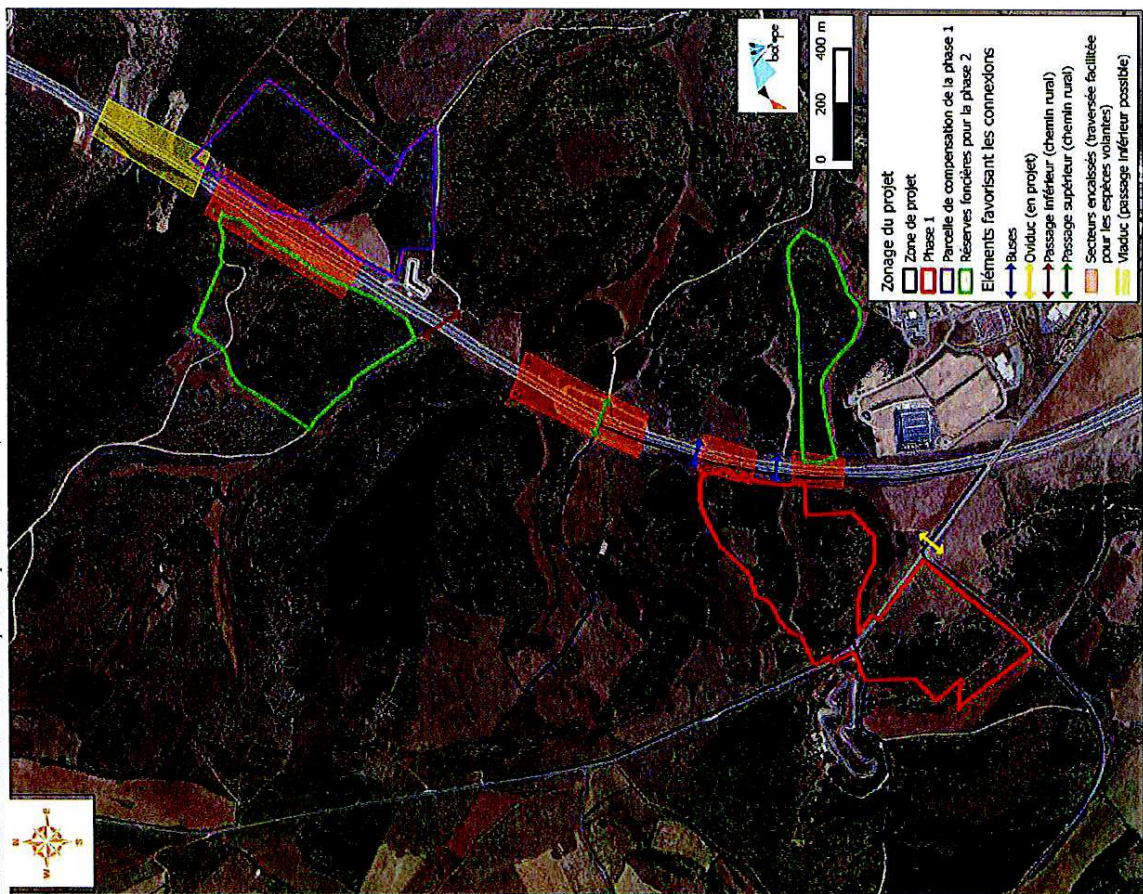 N
W
E
S
0
200
400 m
Zonage du projet
Zone de projet
Phase 1
Parcelle de compensation de la phase 1
Réserves foncières pour la phase 2
Eléments favorisant les connexions
Buses
Oviduc (en projet)
Passage inférieur (chemin rural)
Passage supérieur (chemin rural)
Secteurs encaissés (traversée facilitée
pour les espèces volantes)
Viaduc (passage inférieur possible)